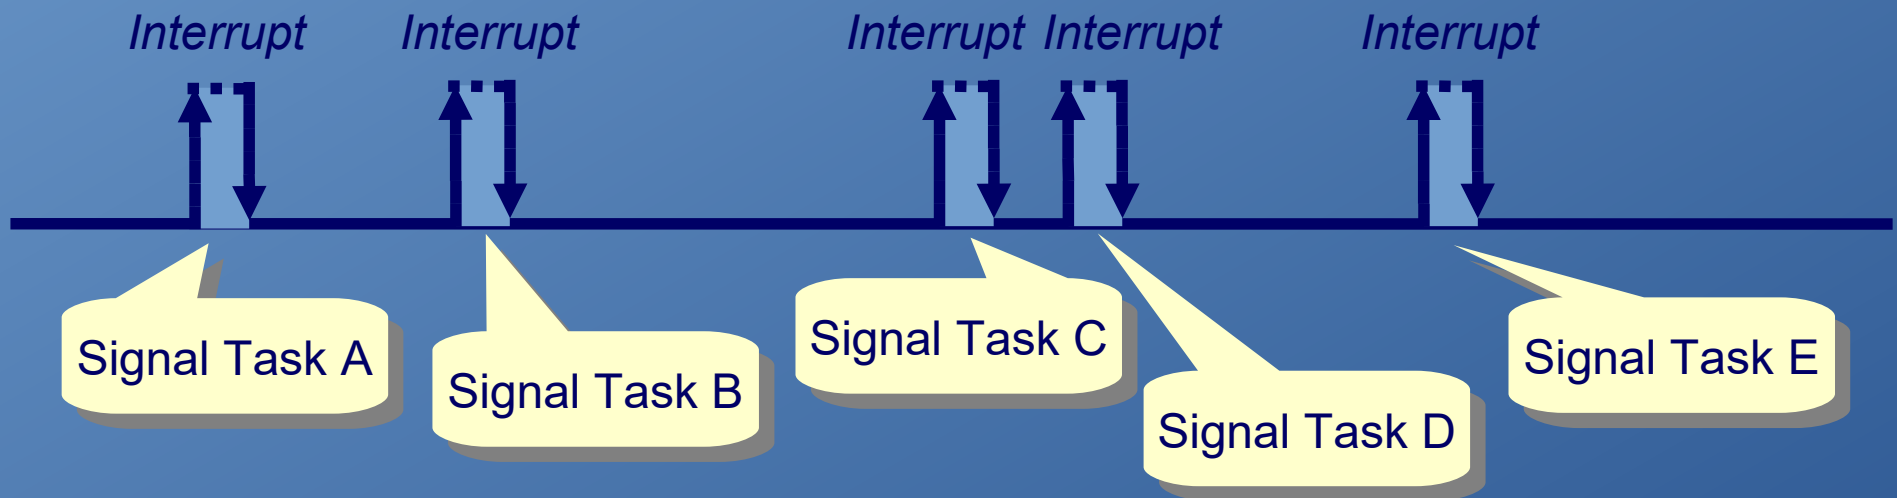 Interrupt
Interrupt
Interrupt
Interrupt
Interrupt
Signal Task A
Signal Task B
Signal Task C
Signal Task D
Signal Task E